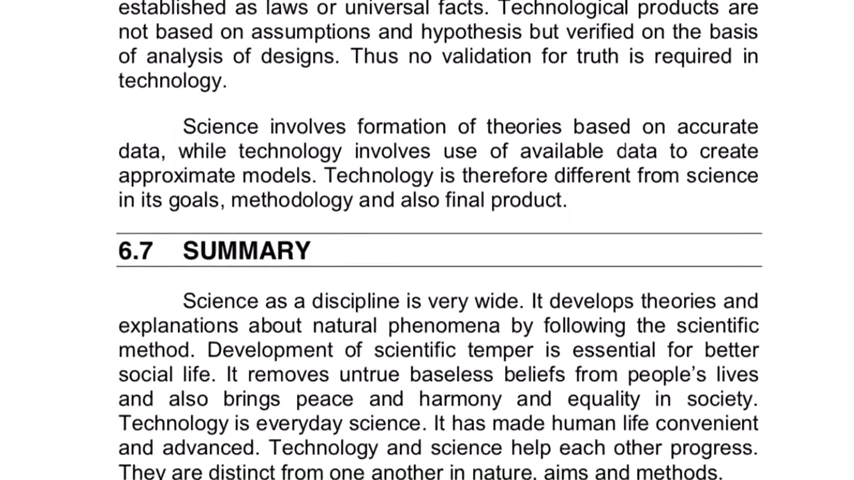 established as laws or universal facts. Technological products are
not based on assumptions and hypothesis but verified on the basis
of analysis of designs. Thus no validation for truth is required in
technology.
Science involves formation of theories based on accurate
data, while technology involves use of available data to create
approximate models. Technology is therefore different from science
in its goals, methodology and also final product.
6.7 SUMMARY
Science as a discipline is very wide. It develops theories and
explanations about natural phenomena by following the scientific
method. Development of scientific temper is essential for better
social life. It removes untrue baseless beliefs from people's lives
and also brings peace and harmony and equality in society.
Technology is everyday science. It has made human life convenient
and advanced. Technology and science help each other progress.
They are distinct from one another in nature, aims and methods.